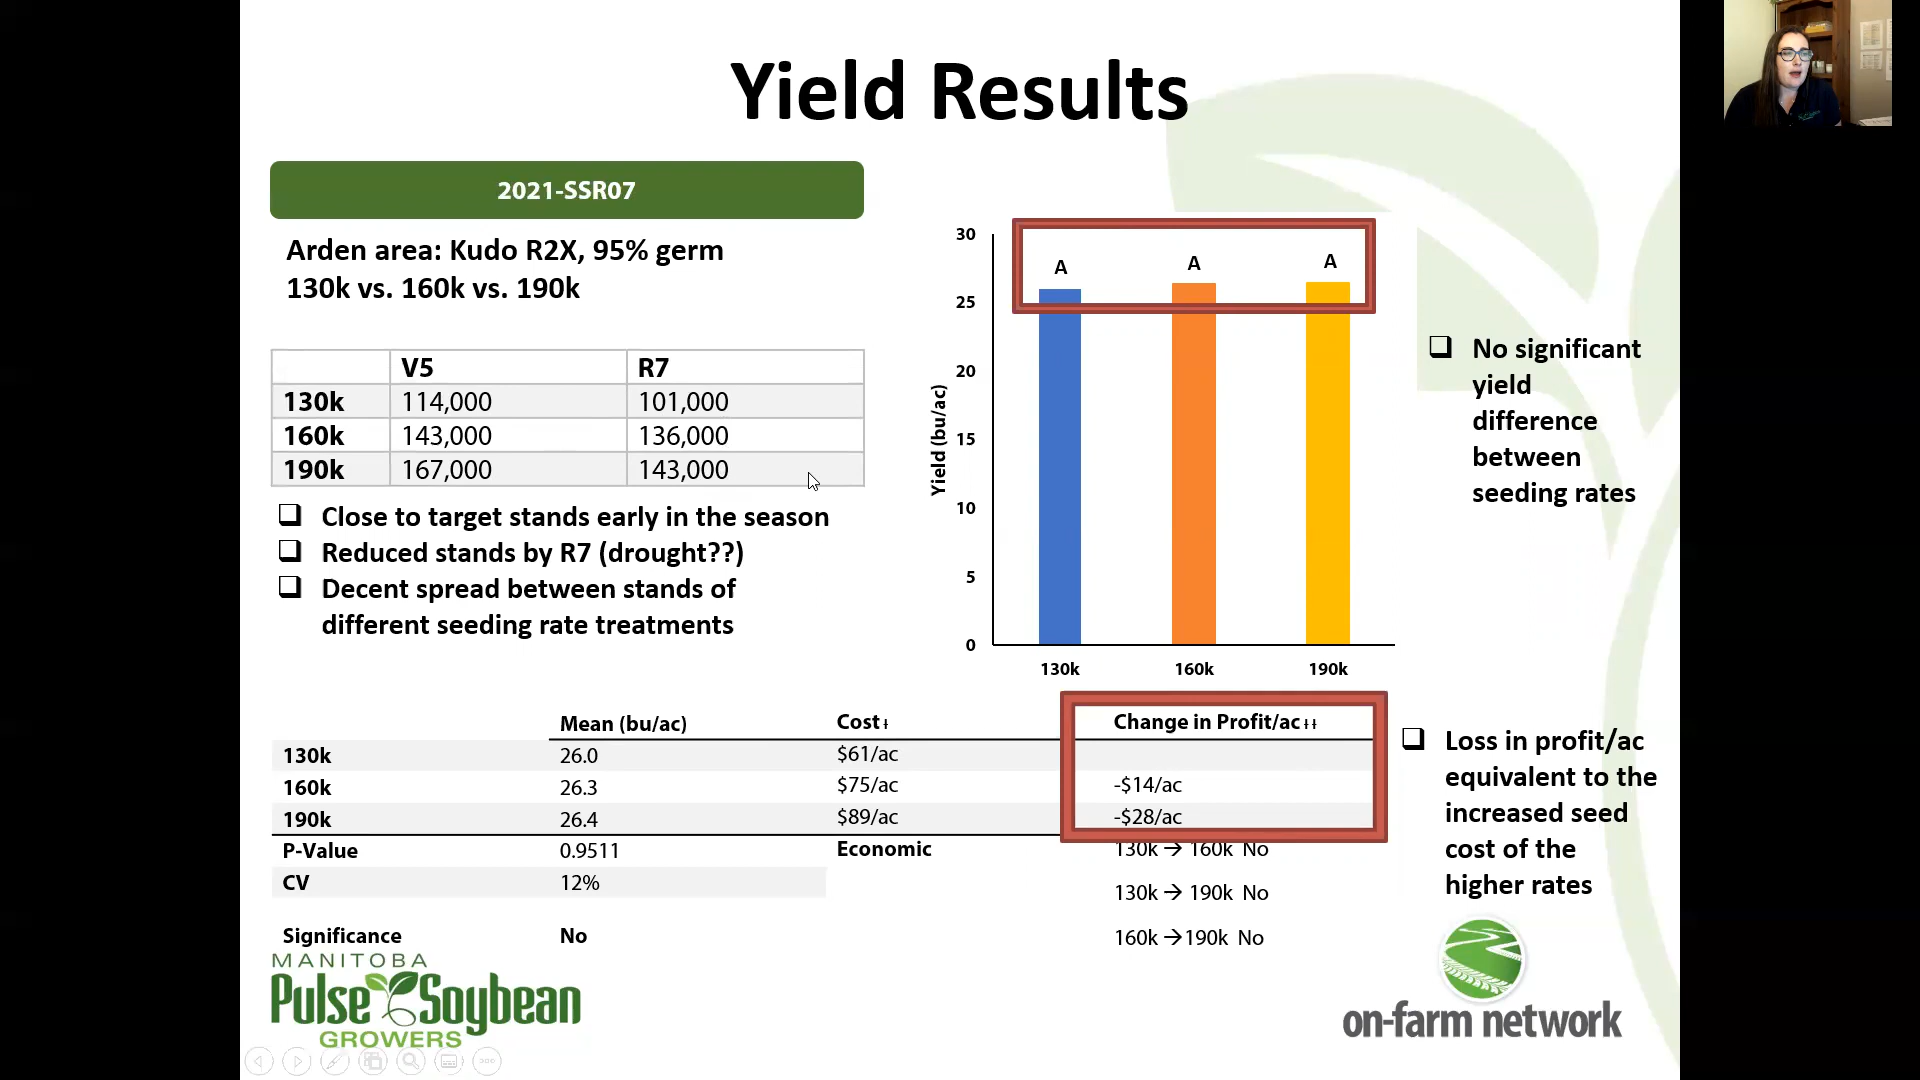 Yield Results
2021-SSR07
Arden area: Kudo R2X, 95% germ
130k vs. 160k vs. 190k
V5 R7
130k 114,000 101,000
160k 143,000 136,000
190k 167,000 143,000
❑ Close to target stands early in the season
❑ Reduced stands by R7 (drought??)
❑ Decent spread between stands of
different seeding rate treatments
Yield (bu/ac)
30
25
20
15
10
5
0
A A A
130k 160k 190k
❑ No significant
yield
difference
between
seeding rates
Mean (bu/ac) Costƚ Change in Profit/acƚƚ
130k 26.0 $61/ac
160k 26.3 $75/ac -$14/ac
190k 26.4 $89/ac -$28/ac
P-Value 0.9511 Economic 130k → 160k No
CV 12% 130k → 190k No
Significance No 160k →190k No
❑ Loss in profit/ac
equivalent to the
increased seed
cost of the
higher rates
MANITOBA
Pulse Soybean
GROWERS
on-farm network